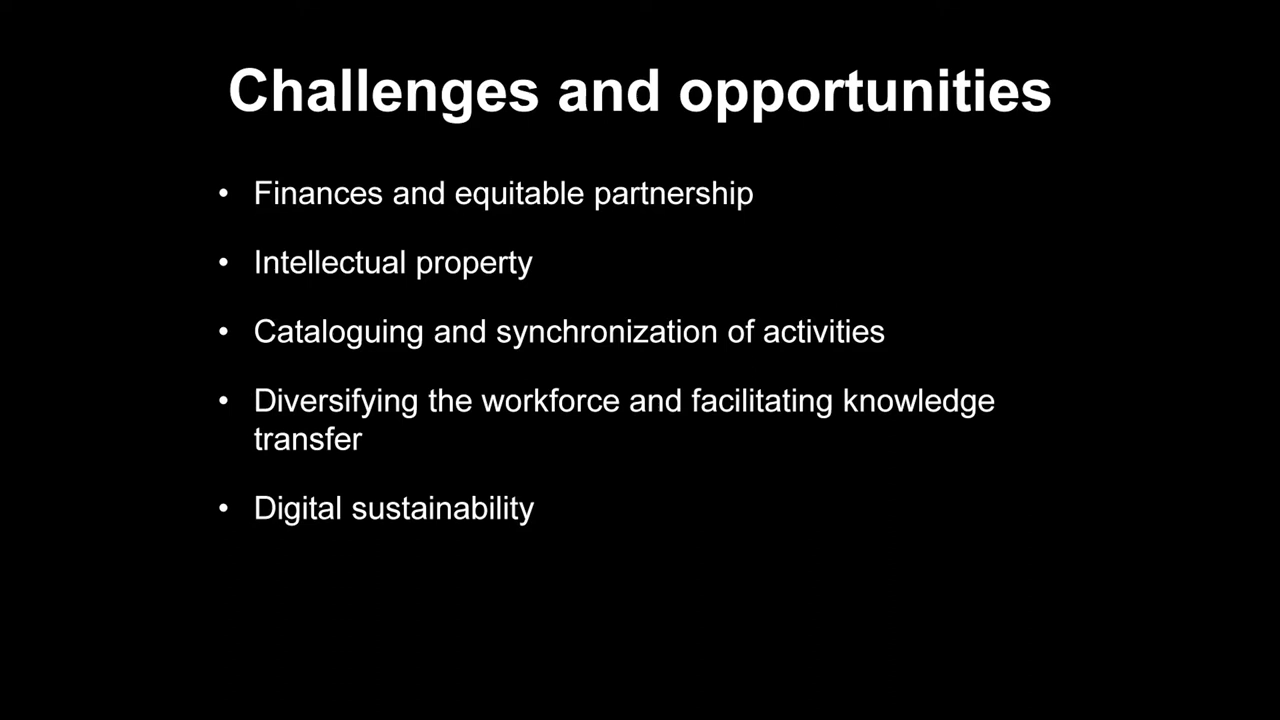 Challenges and opportunities
• Finances and equitable partnership
• Intellectual property
• Cataloguing and synchronization of activities
• Diversifying the workforce and facilitating knowledge
transfer
• Digital sustainability